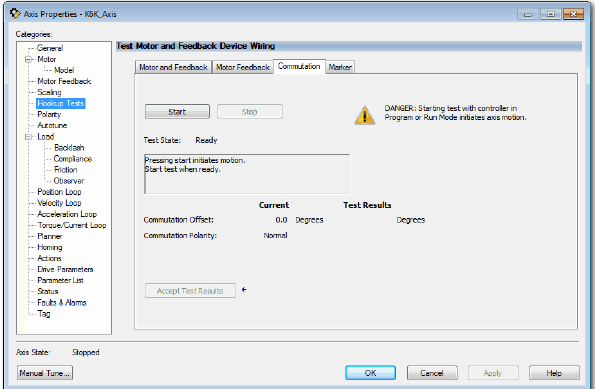 Axis Properties - K6K_Axis
Categories:
General
Motor
Model
Motor Feedback
Scaling
Hookup Tests
Polarity
Autotune
Load
Backlash
Compliance
Friction
Observer
Position Loop
Velocity Loop
Acceleration Loop
Torque/Current Loop
Planner
Homing
Actions
Drive Parameters
Parameter List
Status
Faults & Alarms
Tag
Test Motor and Feedback Device Wiring
Motor and Feedback Motor Feedback Commutation Marker
Start Stop
DANGER: Starting test with controller in
Program or Run Mode initiates axis motion.
Test State: Ready
Pressing start initiates motion.
Start test when ready.
Current Test Results
Commutation Offset: 0.0 Degrees Degrees
Commutation Polarity: Normal
Accept Test Results
Axis State: Stopped
Manual Tune... OK Cancel Apply Help